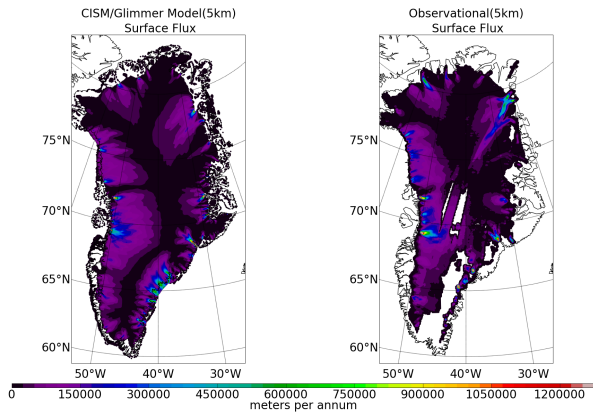 CISM/Glimmer Model(5km)
Surface Flux
Observational(5km)
Surface Flux
75°N
70°N
65°N
60°N
50°W
40°W
30°W
75°N
70°N
65°N
60°N
50°W
40°W
30°W
0
150000
300000
450000
600000
750000
900000
1050000
1200000
meters per annum